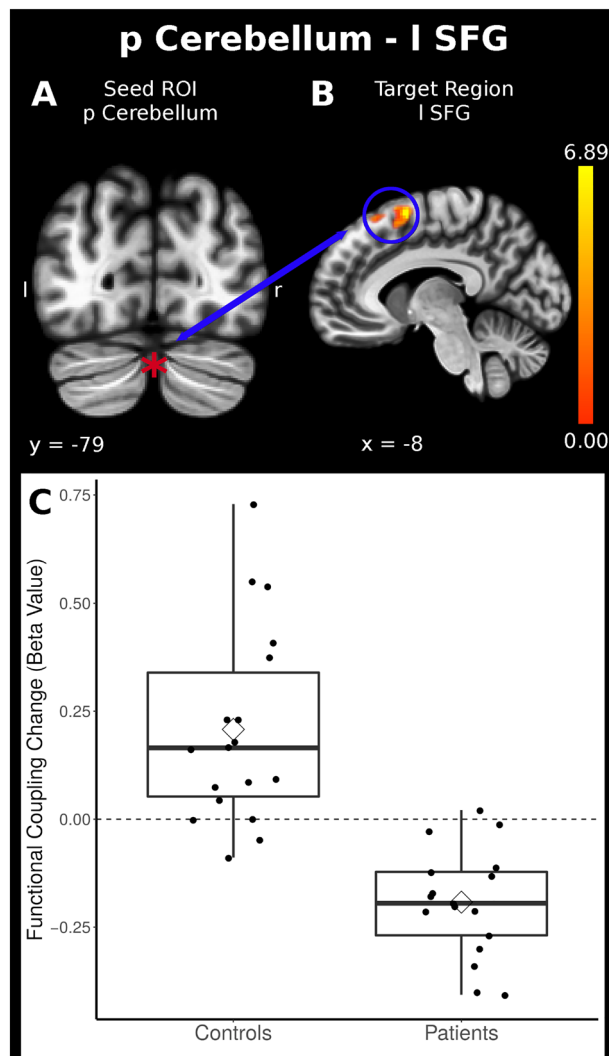 p Cerebellum - l SFG
A
Seed ROI
p Cerebellum
B
Target Region
l SFG
6.89
l
r
y = -79
x = -8
0.00
C
Functional Coupling Change (Beta Value)
0.75
0.50
0.25
0.00
−0.25
Controls
Patients